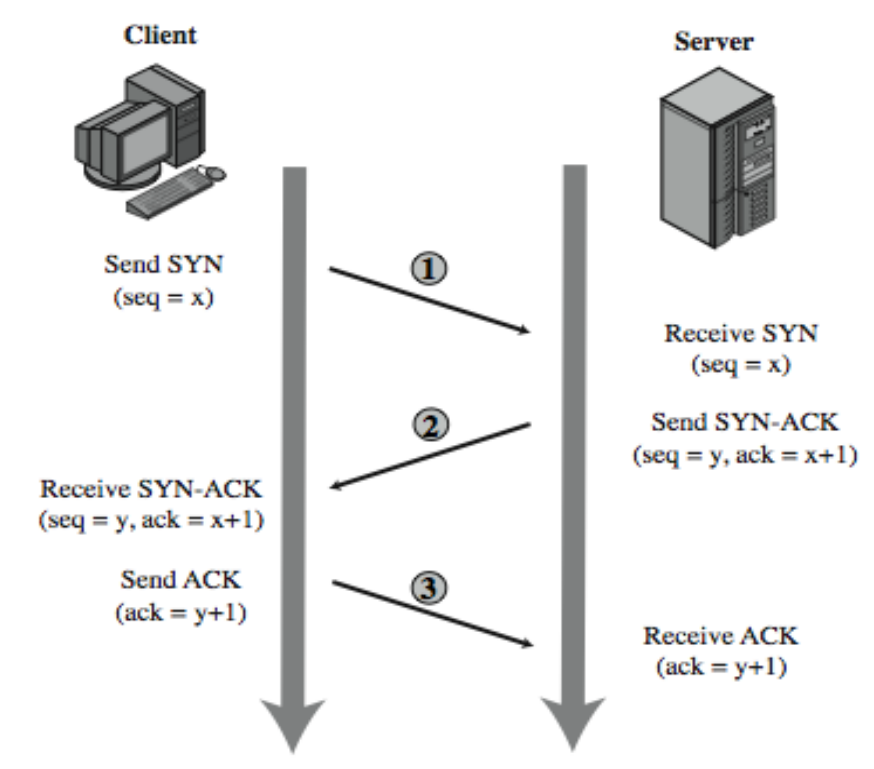 Client
Server
Send SYN
(seq = x)
1
Receive SYN
(seq = x)
2
Send SYN-ACK
(seq = y, ack = x+1)
Receive SYN-ACK
(seq = y, ack = x+1)
Send ACK
(ack = y+1)
3
Receive ACK
(ack = y+1)